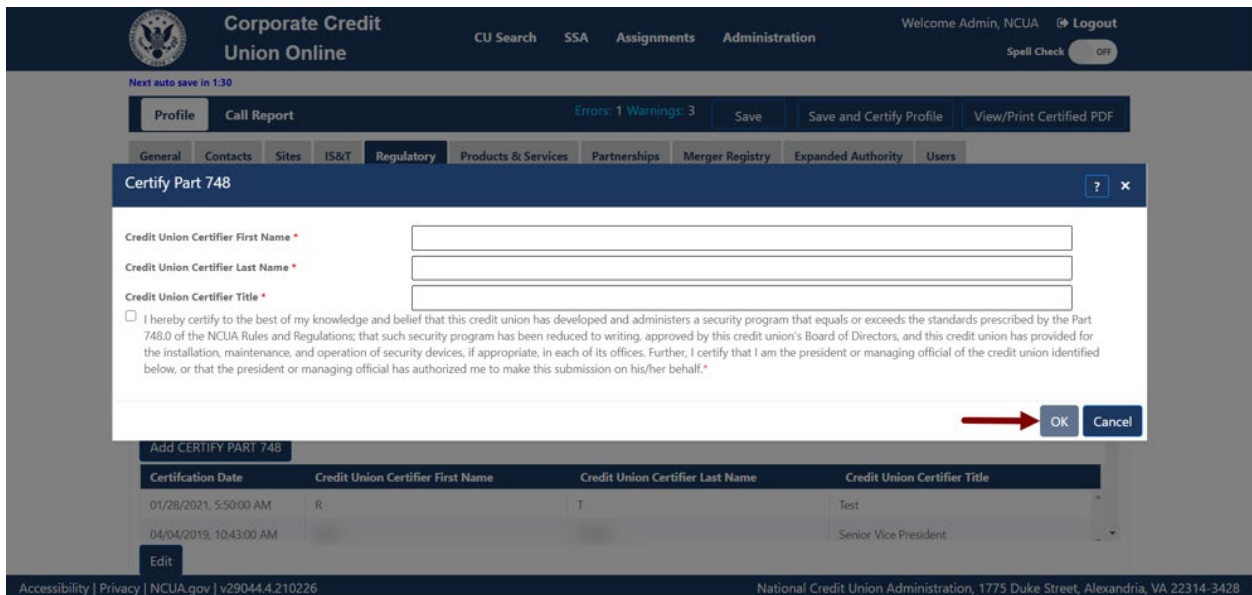 Corporate Credit
Union Online
CU Search SSA Assignments Administration
Welcome Admin, NCUA Logout
Spell Check OFF
Next auto save in 1:30
Profile Call Report Errors: 1 Warnings: 3 Save Save and Certify Profile View/Print Certified PDF
General Contacts Sites IS&T Regulatory Products & Services Partnerships Merger Registry Expanded Authority Users
Certify Part 748 ? ×
Credit Union Certifier First Name *
Credit Union Certifier Last Name *
Credit Union Certifier Title *
I hereby certify to the best of my knowledge and belief that this credit union has developed and administers a security program that equals or exceeds the standards prescribed by the Part
748.0 of the NCUA Rules and Regulations; that such security program has been reduced to writing, approved by this credit union's Board of Directors, and this credit union has provided for
the installation, maintenance, and operation of security devices, if appropriate, in each of its offices. Further, I certify that I am the president or managing official of the credit union identified
below, or that the president or managing official has authorized me to make this submission on his/her behalf.*
OK Cancel
Add CERTIFY PART 748
Certifcation Date Credit Union Certifier First Name Credit Union Certifier Last Name Credit Union Certifier Title
01/28/2021, 5:50:00 AM R T Test
04/04/2019, 10:43:00 AM Senior Vice President
Edit
Accessibility | Privacy | NCUA.gov | v29044.4.210226 National Credit Union Administration, 1775 Duke Street, Alexandria, VA 22314-3428